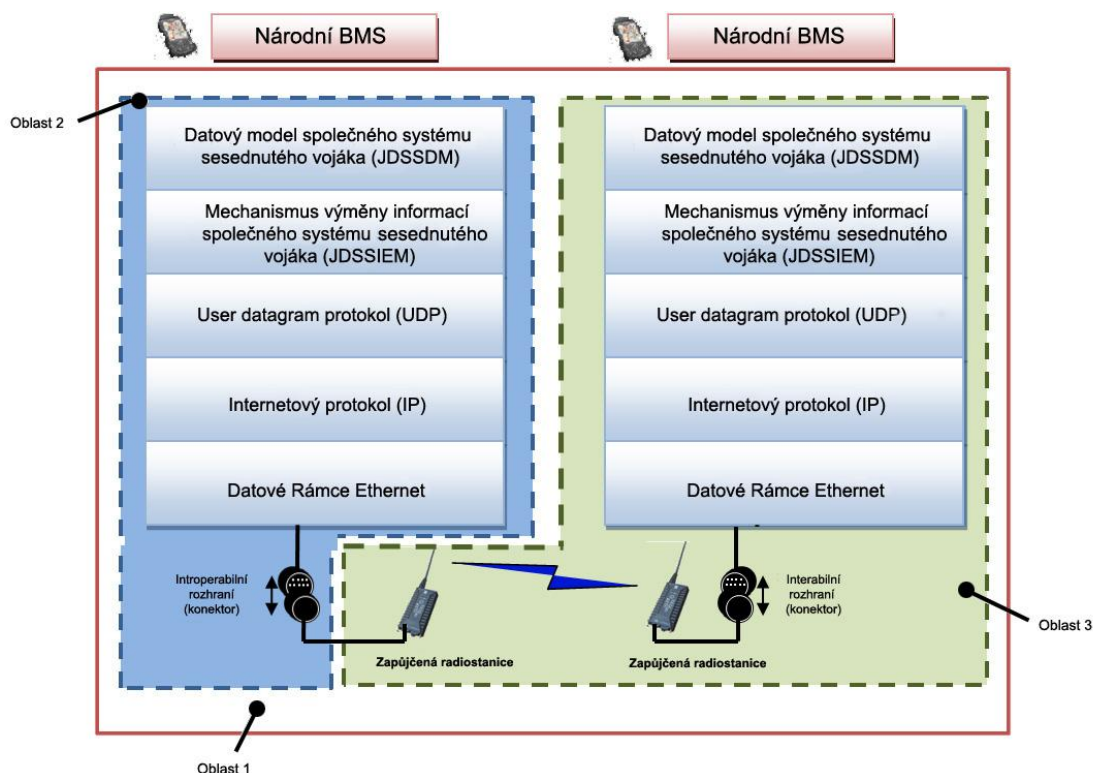 Národní BMS
Národní BMS
Oblast 2
Datový model společného systému
sesednutého vojáka (JDSSDM)
Mechanismus výměny informací
společného systému sesednutého
vojáka (JDSSIEM)
User datagram protokol (UDP)
Internetový protokol (IP)
Datové Rámce Ethernet
Datový model společného systému
sesednutého vojáka (JDSSDM)
Mechanismus výměny informací
společného systému sesednutého
vojáka (JDSSIEM)
User datagram protokol (UDP)
Internetový protokol (IP)
Datové Rámce Ethernet
Introperabilní
rozhraní
(konektor)
Zapůjčená radiostanice
Interabilní
rozhraní
(konektor)
Zapůjčená radiostanice
Oblast 3
Oblast 1